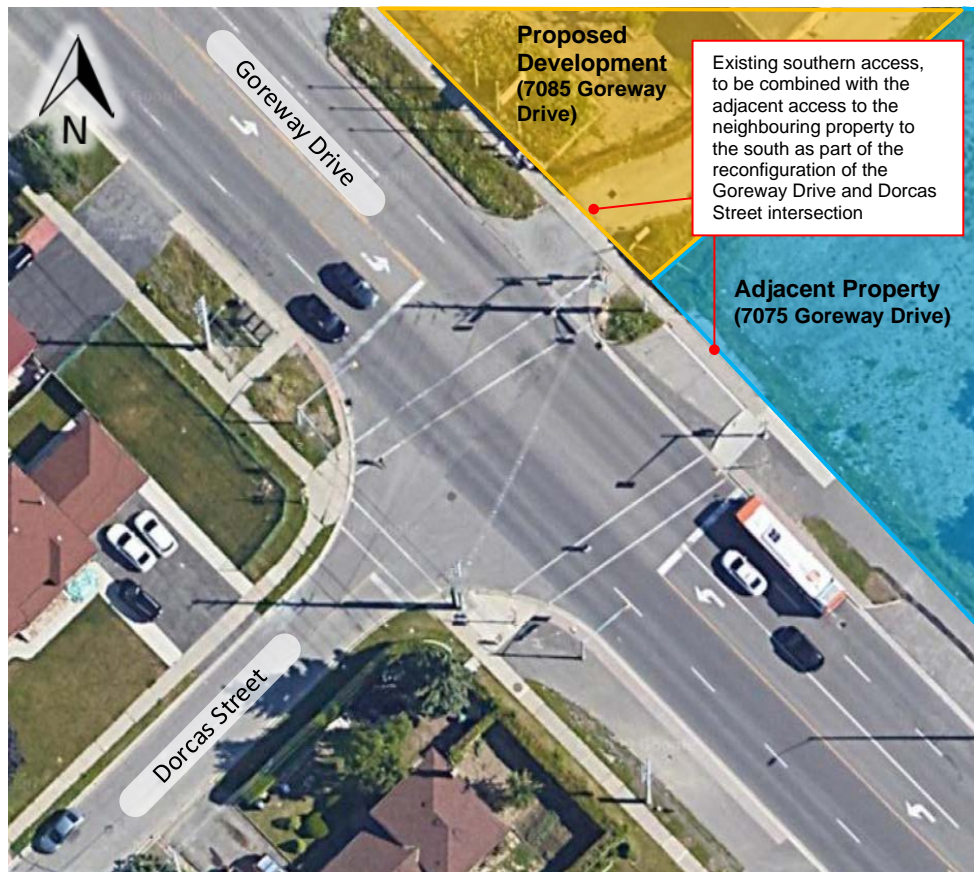 Proposed
Development
(7085 Goreway
Drive)
Existing southern access,
to be combined with the
adjacent access to the
neighbouring property to
the south as part of the
reconfiguration of the
Goreway Drive and Dorcas
Street intersection
Goreway Drive
N
Adjacent Property
(7075 Goreway Drive)
Dorcas Street